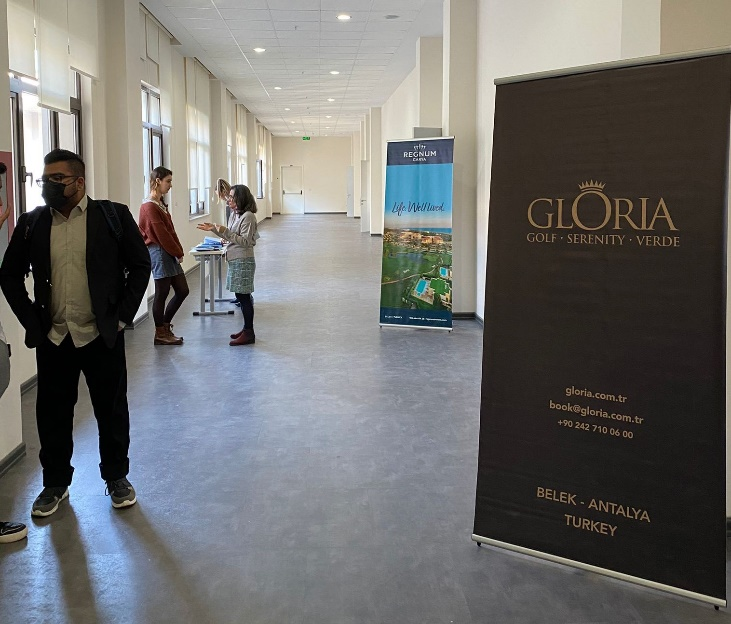 REGNUM
CARYA
Life. Well lived.
GLORIA
GOLF · SERENITY · VERDE
gloria.com.tr
book@gloria.com.tr
+90 242 710 06 00
BELEK - ANTALYA
TURKEY